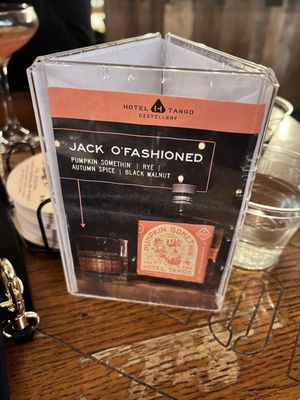 HOTEL TANGO
DISTILLERY
JACK O'FASHIONED
PUMPKIN SOMETHIN' | RYE |
AUTUMN SPICE | BLACK WALNUT
PUMPKIN SOMETHIN'
HOTEL TANGO